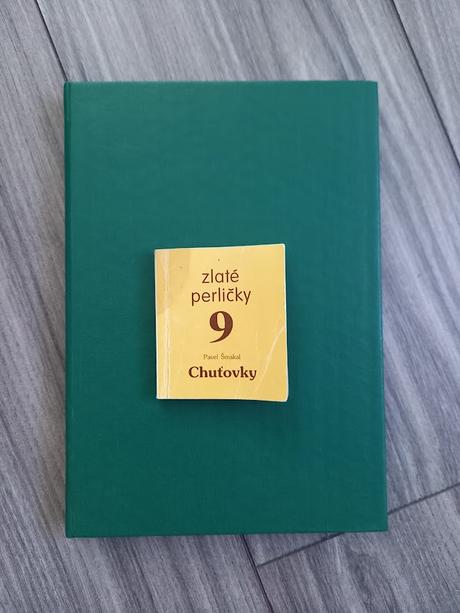 zlaté
perličky
9
Pavel Šmakal
Chuťovky